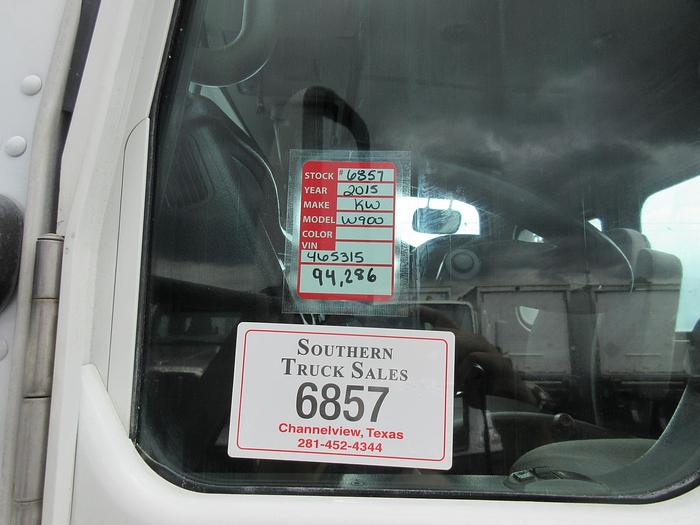 STOCK # 6857
YEAR 2015
MAKE KW
MODEL W900
COLOR
VIN
465315
94,286
SOUTHERN
TRUCK SALES
6857
Channelview, Texas
281-452-4344